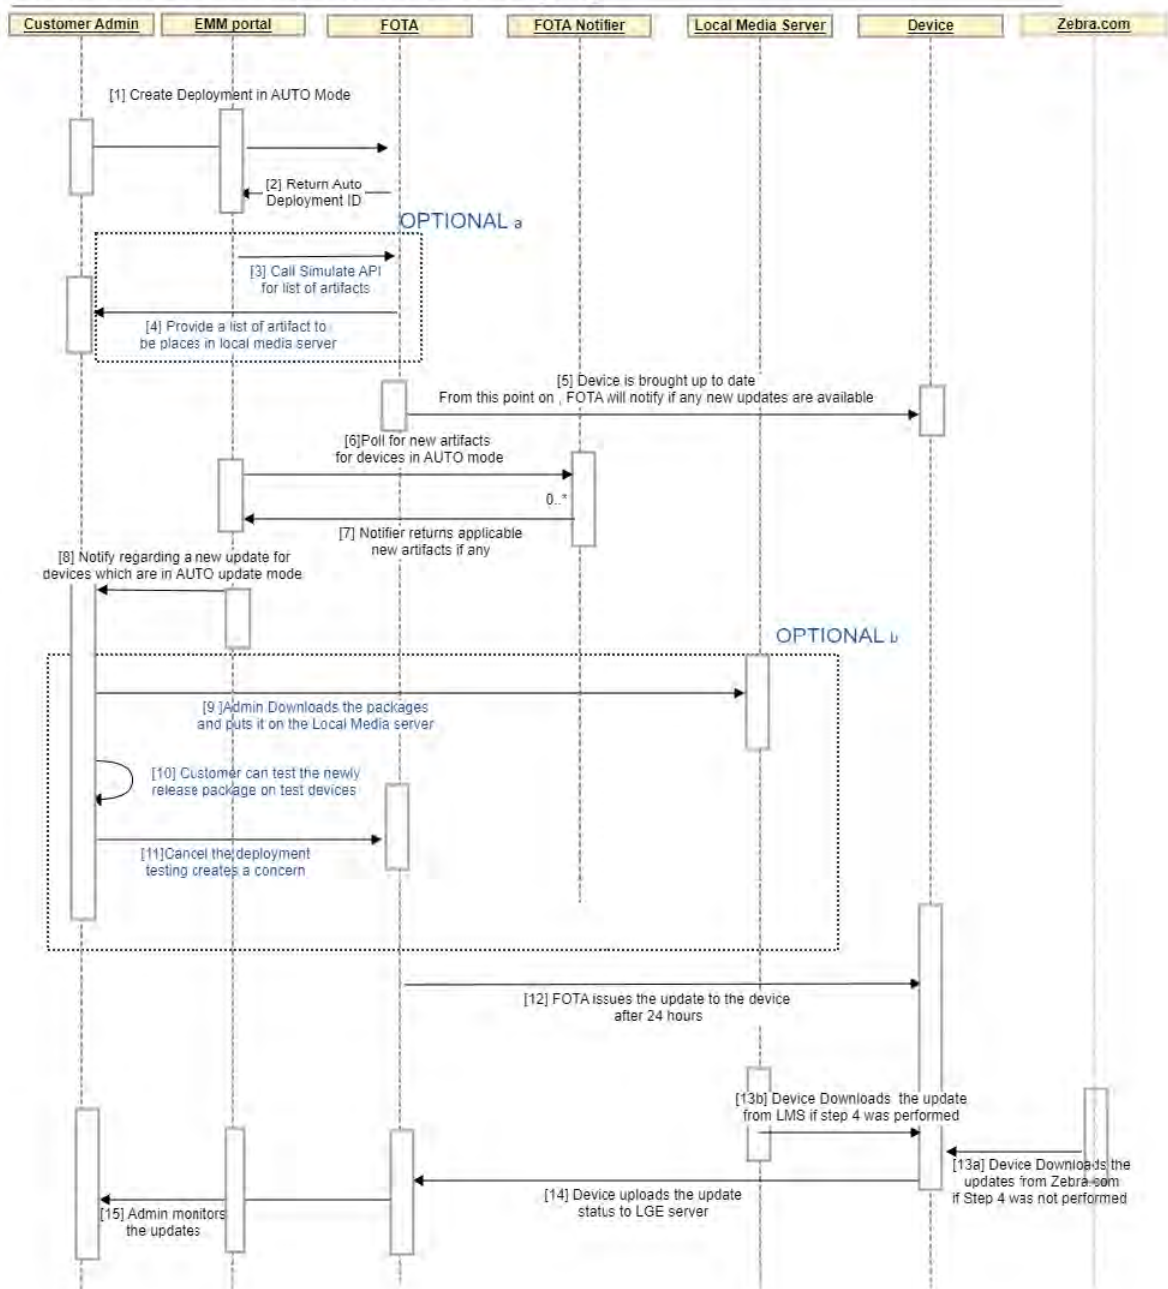 Customer Admin
EMM portal
FOTA
FOTA Notifier
Local Media Server
Device
Zebra.com
[1] Create Deployment in AUTO Mode
[2] Return Auto
Deployment ID
OPTIONAL a
[3] Call Simulate API
for list of artifacts
[4] Provide a list of artifact to
be places in local media server
[5] Device is brought up to date
From this point on , FOTA will notify if any new updates are available
[6]Poll for new artifacts
for devices in AUTO mode
0..*
[7] Notifier returns applicable
new artifacts if any
[8] Notify regarding a new update for
devices which are in AUTO update mode
OPTIONAL b
[9 ]Admin Downloads the packages
and puts it on the Local Media server
[10] Customer can test the newly
release package on test devices
[11]Cancel the deployment
testing creates a concern
[12] FOTA issues the update to the device
after 24 hours
[13b] Device Downloads the update
from LMS if step 4 was performed
[13a] Device Downloads the
updates from Zebra.com
if Step 4 was not performed
[14] Device uploads the update
status to LGE server
[15] Admin monitors
the updates